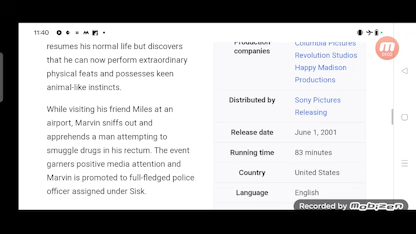 11:40
resumes his normal life but discovers
that he can now perform extraordinary
physical feats and possesses keen
animal-like instincts.
While visiting his friend Miles at an
airport, Marvin sniffs out and
apprehends a man attempting to
smuggle drugs in his rectum. The event
garners positive media attention and
Marvin is promoted to full-fledged police
officer assigned under Sisk.
Production
companies
Columbia Pictures
Revolution Studios
Happy Madison
Productions
Distributed by
Sony Pictures
Releasing
Release date
June 1, 2001
Running time
83 minutes
Country
United States
Language
English
Recorded by Mobizen